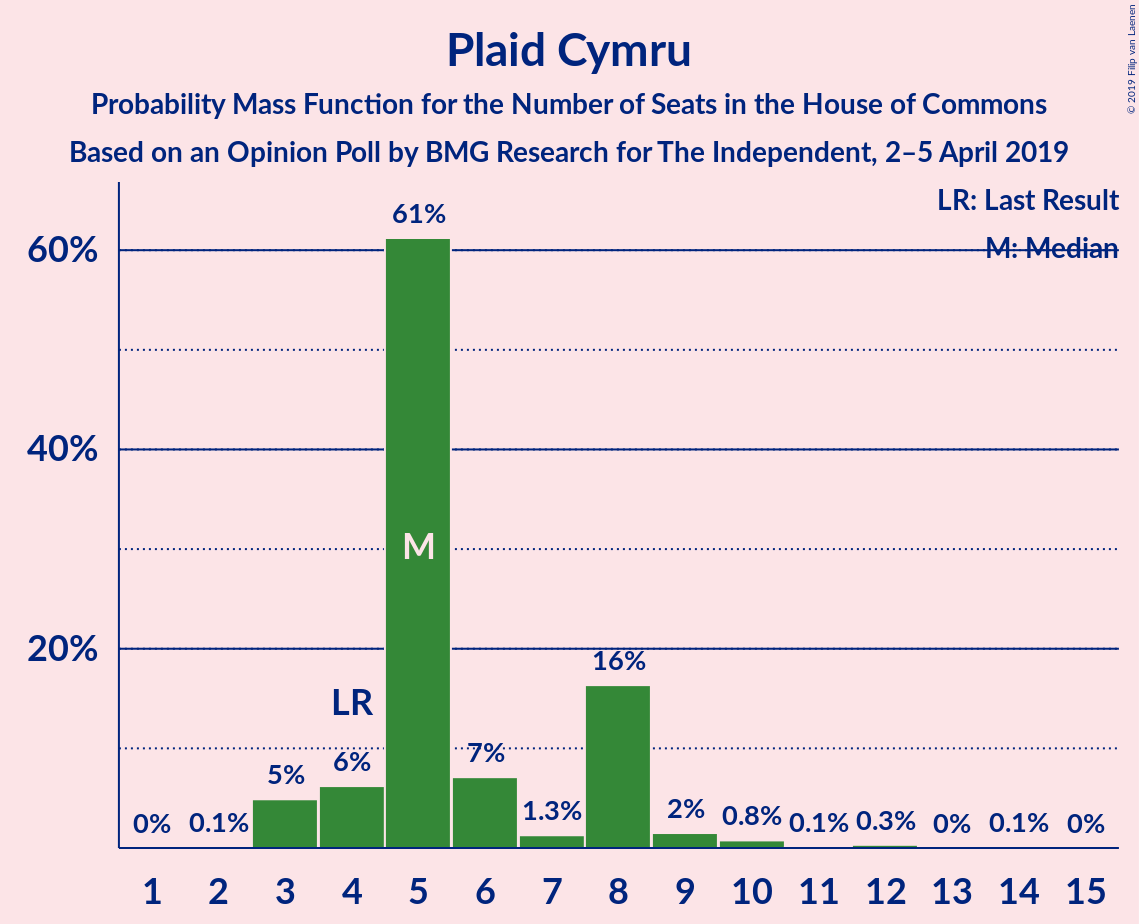 Plaid Cymru
Probability Mass Function for the Number of Seats in the House of Commons
Based on an Opinion Poll by BMG Research for The Independent, 2–5 April 2019
© 2019 Filip van Laenen
LR: Last Result
M: Median
60%
40%
20%
61%
M
LR
16%
0% 0.1% 5% 6% 7% 1.3% 2% 0.8% 0.1% 0.3% 0% 0.1% 0%
1 2 3 4 5 6 7 8 9 10 11 12 13 14 15